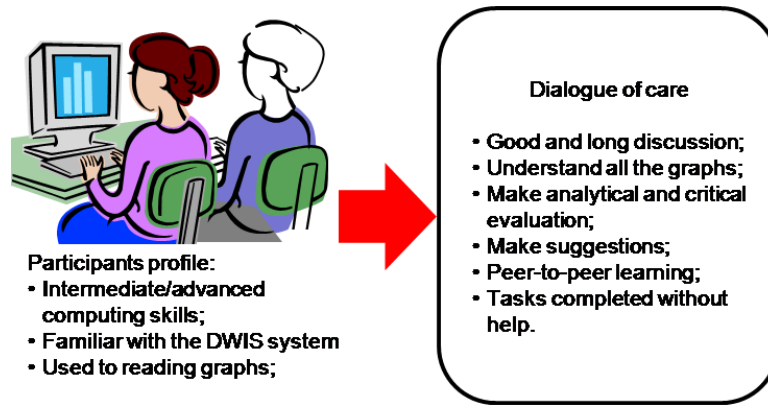 Participants profile:
• Intermediate/advanced
computing skills;
• Familiar with the DWIS system
• Used to reading graphs;
Dialogue of care
• Good and long discussion;
• Understand all the graphs;
• Make analytical and critical
evaluation;
• Make suggestions;
• Peer-to-peer learning;
• Tasks completed without
help.